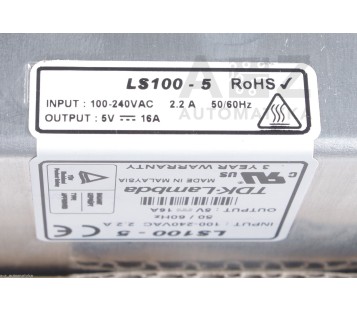 LS100 - 5 RoHS ✓
INPUT : 100-240VAC 2.2 A 50/60Hz
OUTPUT : 5V ⎓ 16A
LS100 - 5
INPUT : 100-240VAC 2.2 A
50 / 60Hz
OUTPUT : 5V ⎓ 16A
TDK-Lambda
MADE IN MALAYSIA
3 YEAR WARRANTY
C US